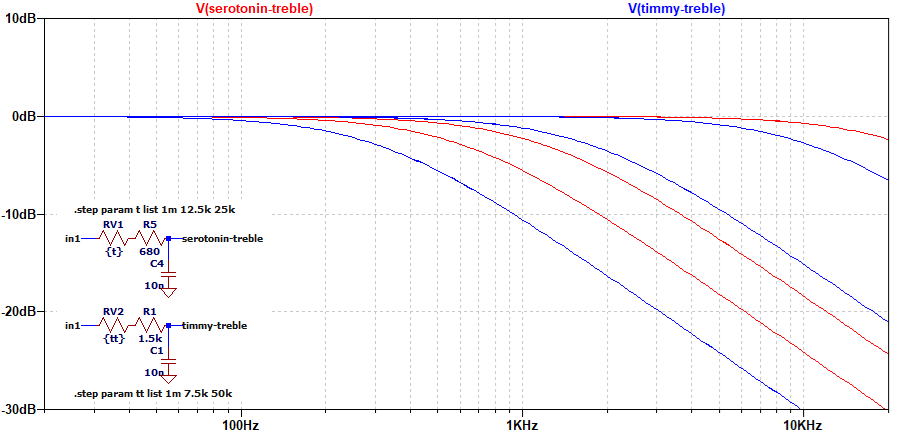 V(serotonin-treble) V(timmy-treble)
10dB
0dB
-10dB
-20dB
-30dB
.step param t list 1m 12.5k 25k
RV1 R5
in1 serotonin-treble
{t} 680
C4
10n
RV2 R1
in1 timmy-treble
{tt} 1.5k
C1
10n
.step param tt list 1m 7.5k 50k
100Hz 1KHz 10KHz